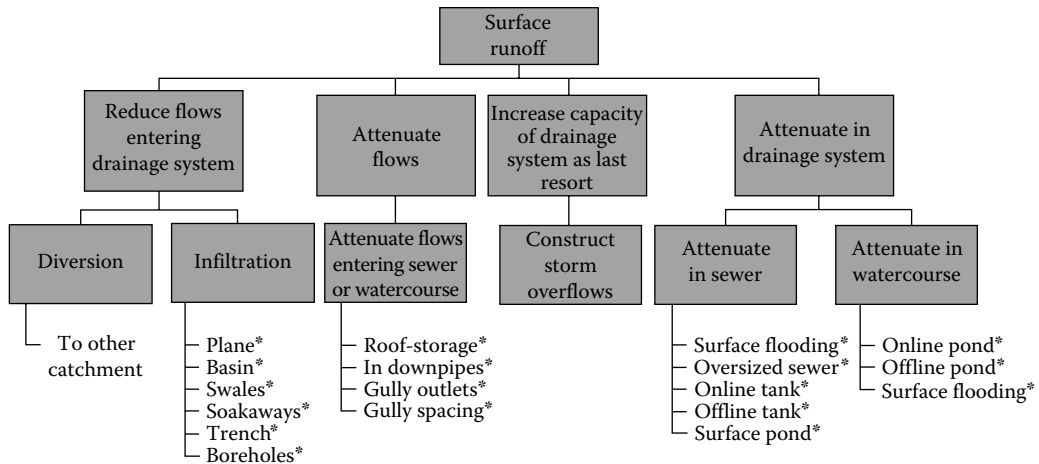 Surface
runoff
Reduce flows
entering
drainage system
Attenuate
flows
Increase capacity
of drainage
system as last
resort
Attenuate in
drainage system
Diversion
Infiltration
Attenuate flows
entering sewer
or watercourse
Construct
storm
overflows
Attenuate
in sewer
Attenuate in
watercourse
To other
catchment
Plane*
Basin*
Swales*
Soakaways*
Trench*
Boreholes*
Roof-storage*
In downpipes*
Gully outlets*
Gully spacing*
Surface flooding*
Oversized sewer*
Online tank*
Offline tank*
Surface pond*
Online pond*
Offline pond*
Surface flooding*